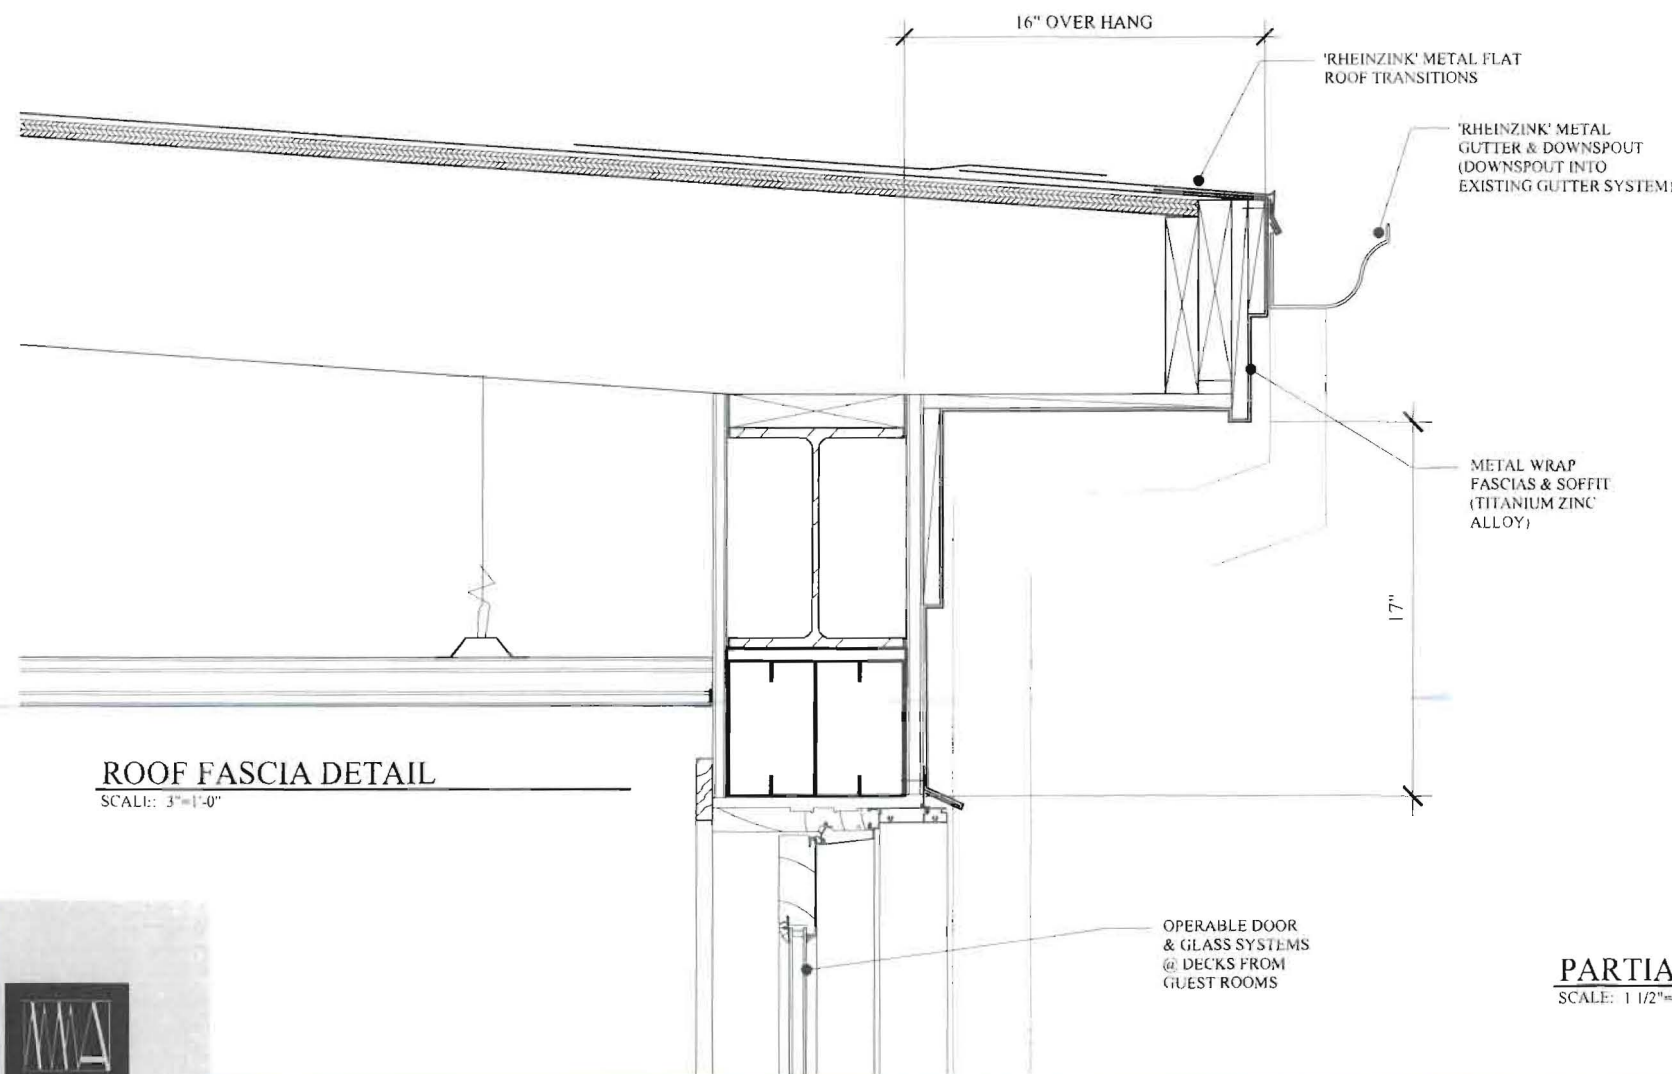 16" OVER HANG
'RHEINZINK' METAL FLAT
ROOF TRANSITIONS
'RHEINZINK' METAL
GUTTER & DOWNSPOUT
(DOWNSPOUT INTO
EXISTING GUTTER SYSTEM)
METAL WRAP
FASCIAS & SOFFIT
(TITANIUM ZINC
ALLOY)
17"
ROOF FASCIA DETAIL
SCALE: 3"=1'-0"
OPERABLE DOOR
& GLASS SYSTEMS
@ DECKS FROM
GUEST ROOMS
PARTIA
SCALE: 1 1/2"=